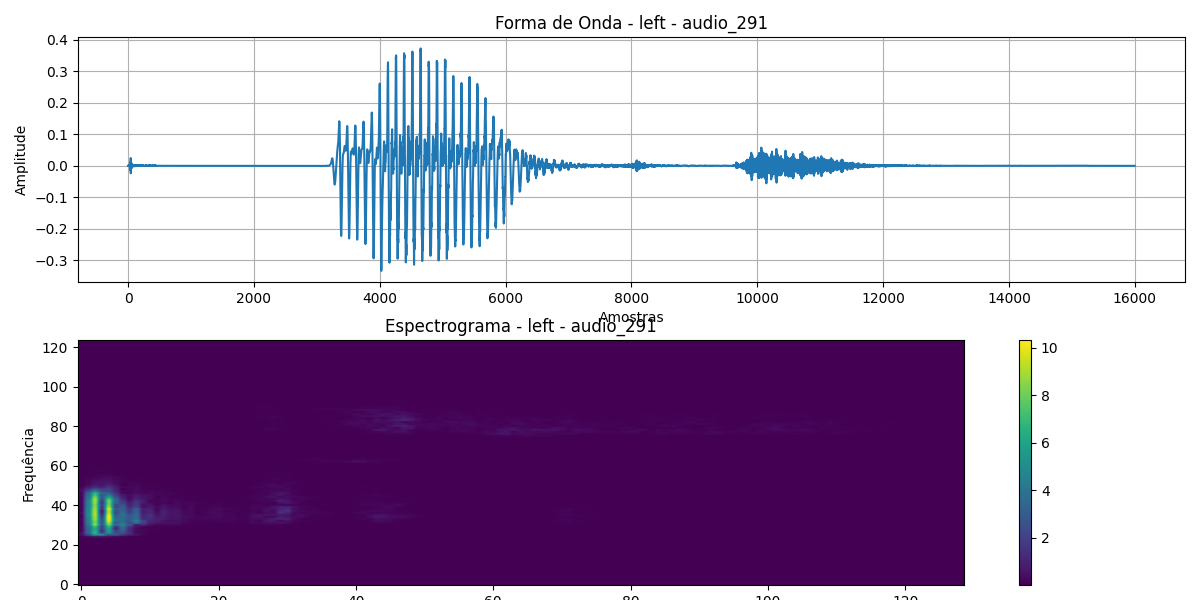 Forma de Onda - left - audio_291
Amplitude
0.4
0.3
0.2
0.1
0.0
−0.1
−0.2
−0.3
0 2000 4000 6000 8000 10000 12000 14000 16000
Amostras
Espectrograma - left - audio_291
Frequência
120
100
80
60
40
20
0
0 20 40 60 80 100 120
10
8
6
4
2